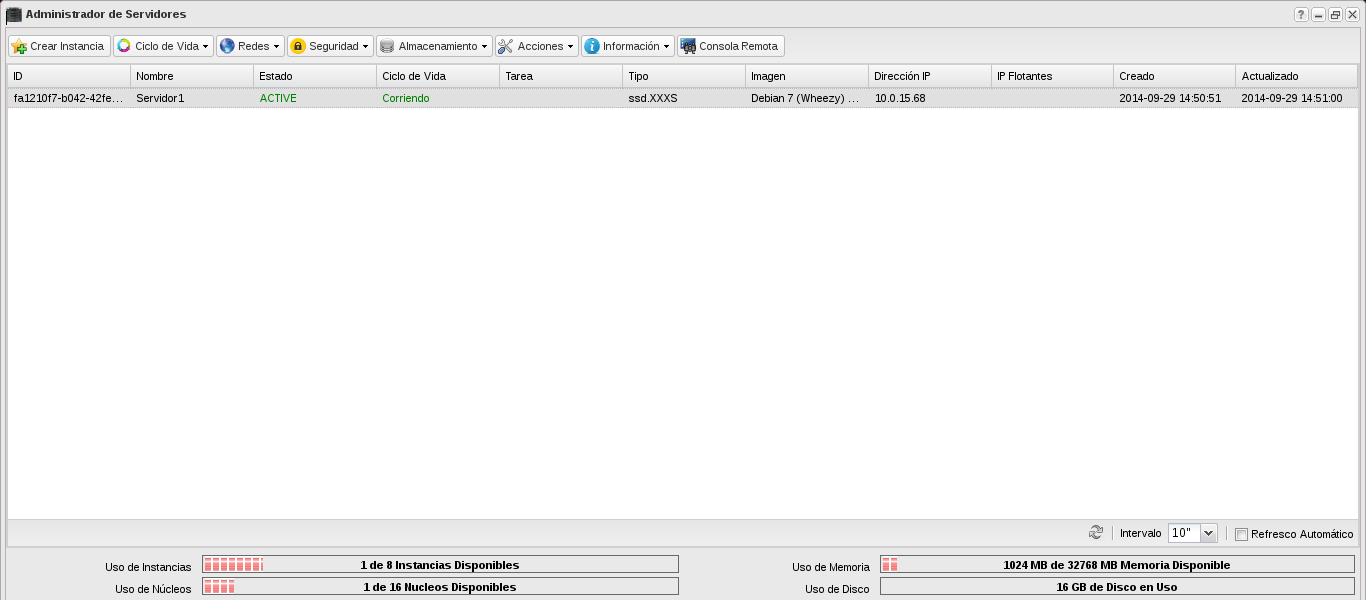 Administrador de Servidores
Crear Instancia Ciclo de Vida Redes Seguridad Almacenamiento Acciones Información Consola Remota
ID Nombre Estado Ciclo de Vida Tarea Tipo Imagen Dirección IP IP Flotantes Creado Actualizado
fa1210f7-b042-42fe... Servidor1 ACTIVE Corriendo ssd.XXXS Debian 7 (Wheezy) ... 10.0.15.68 2014-09-29 14:50:51 2014-09-29 14:51:00
Intervalo 10" Refresco Automático
Uso de Instancias 1 de 8 Instancias Disponibles Uso de Memoria 1024 MB de 32768 MB Memoria Disponible
Uso de Núcleos 1 de 16 Nucleos Disponibles Uso de Disco 16 GB de Disco en Uso